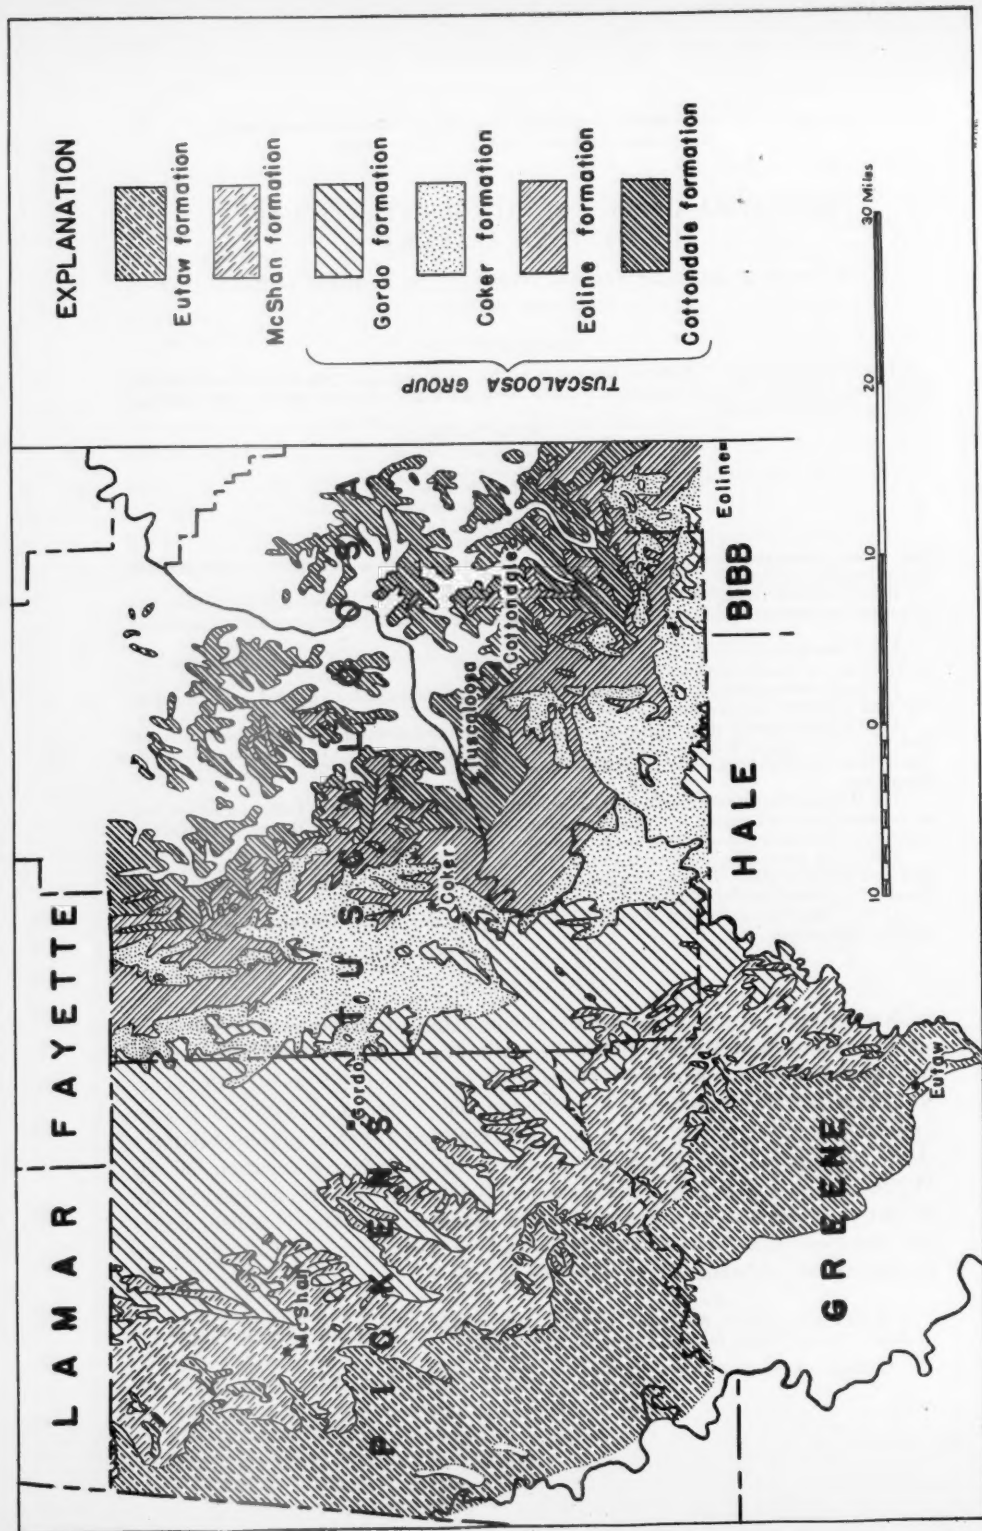 EXPLANATION
Eutaw formation
McShan formation
Gordo formation
Coker formation
Eoline formation
Cottondale formation
TUSCALOOSA GROUP
LAMAR
FAYETTE
PICKENS
TUSCALOOSA
GREENE
HALE
BIBB
McShan
Gordo
Coker
Tuscaloosa
Cottondale
Eoline
Eutaw
10 0 10 20 30 Miles